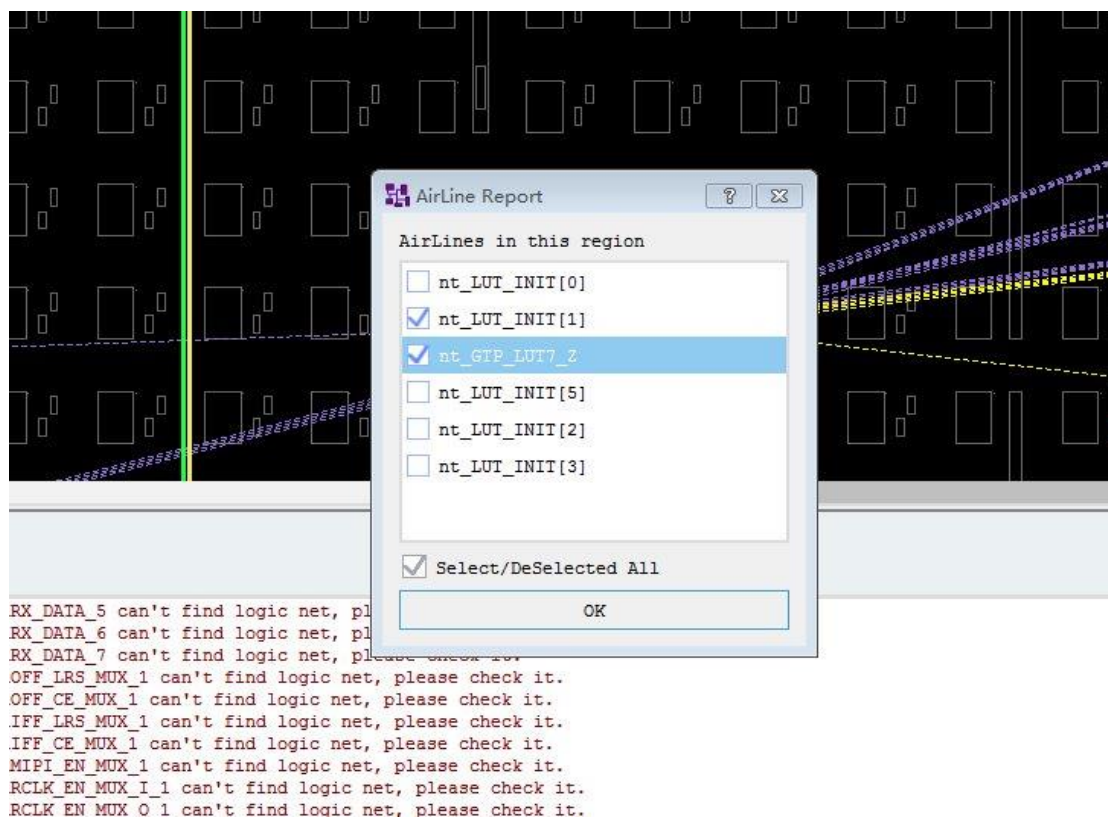 AirLine Report
AirLines in this region
nt_LUT_INIT[0]
nt_LUT_INIT[1]
nt_GTP_LUT7_Z
nt_LUT_INIT[5]
nt_LUT_INIT[2]
nt_LUT_INIT[3]
Select/DeSelected All
OK
RX_DATA_5 can't find logic net, pl
RX_DATA_6 can't find logic net, pl
RX_DATA_7 can't find logic net, please check it.
OFF_LRS_MUX_1 can't find logic net, please check it.
OFF_CE_MUX_1 can't find logic net, please check it.
IFF_LRS_MUX_1 can't find logic net, please check it.
IFF_CE_MUX_1 can't find logic net, please check it.
MIPI_EN_MUX_1 can't find logic net, please check it.
RCLK_EN_MUX_I_1 can't find logic net, please check it.
RCLK_EN_MUX_O_1 can't find logic net, please check it.